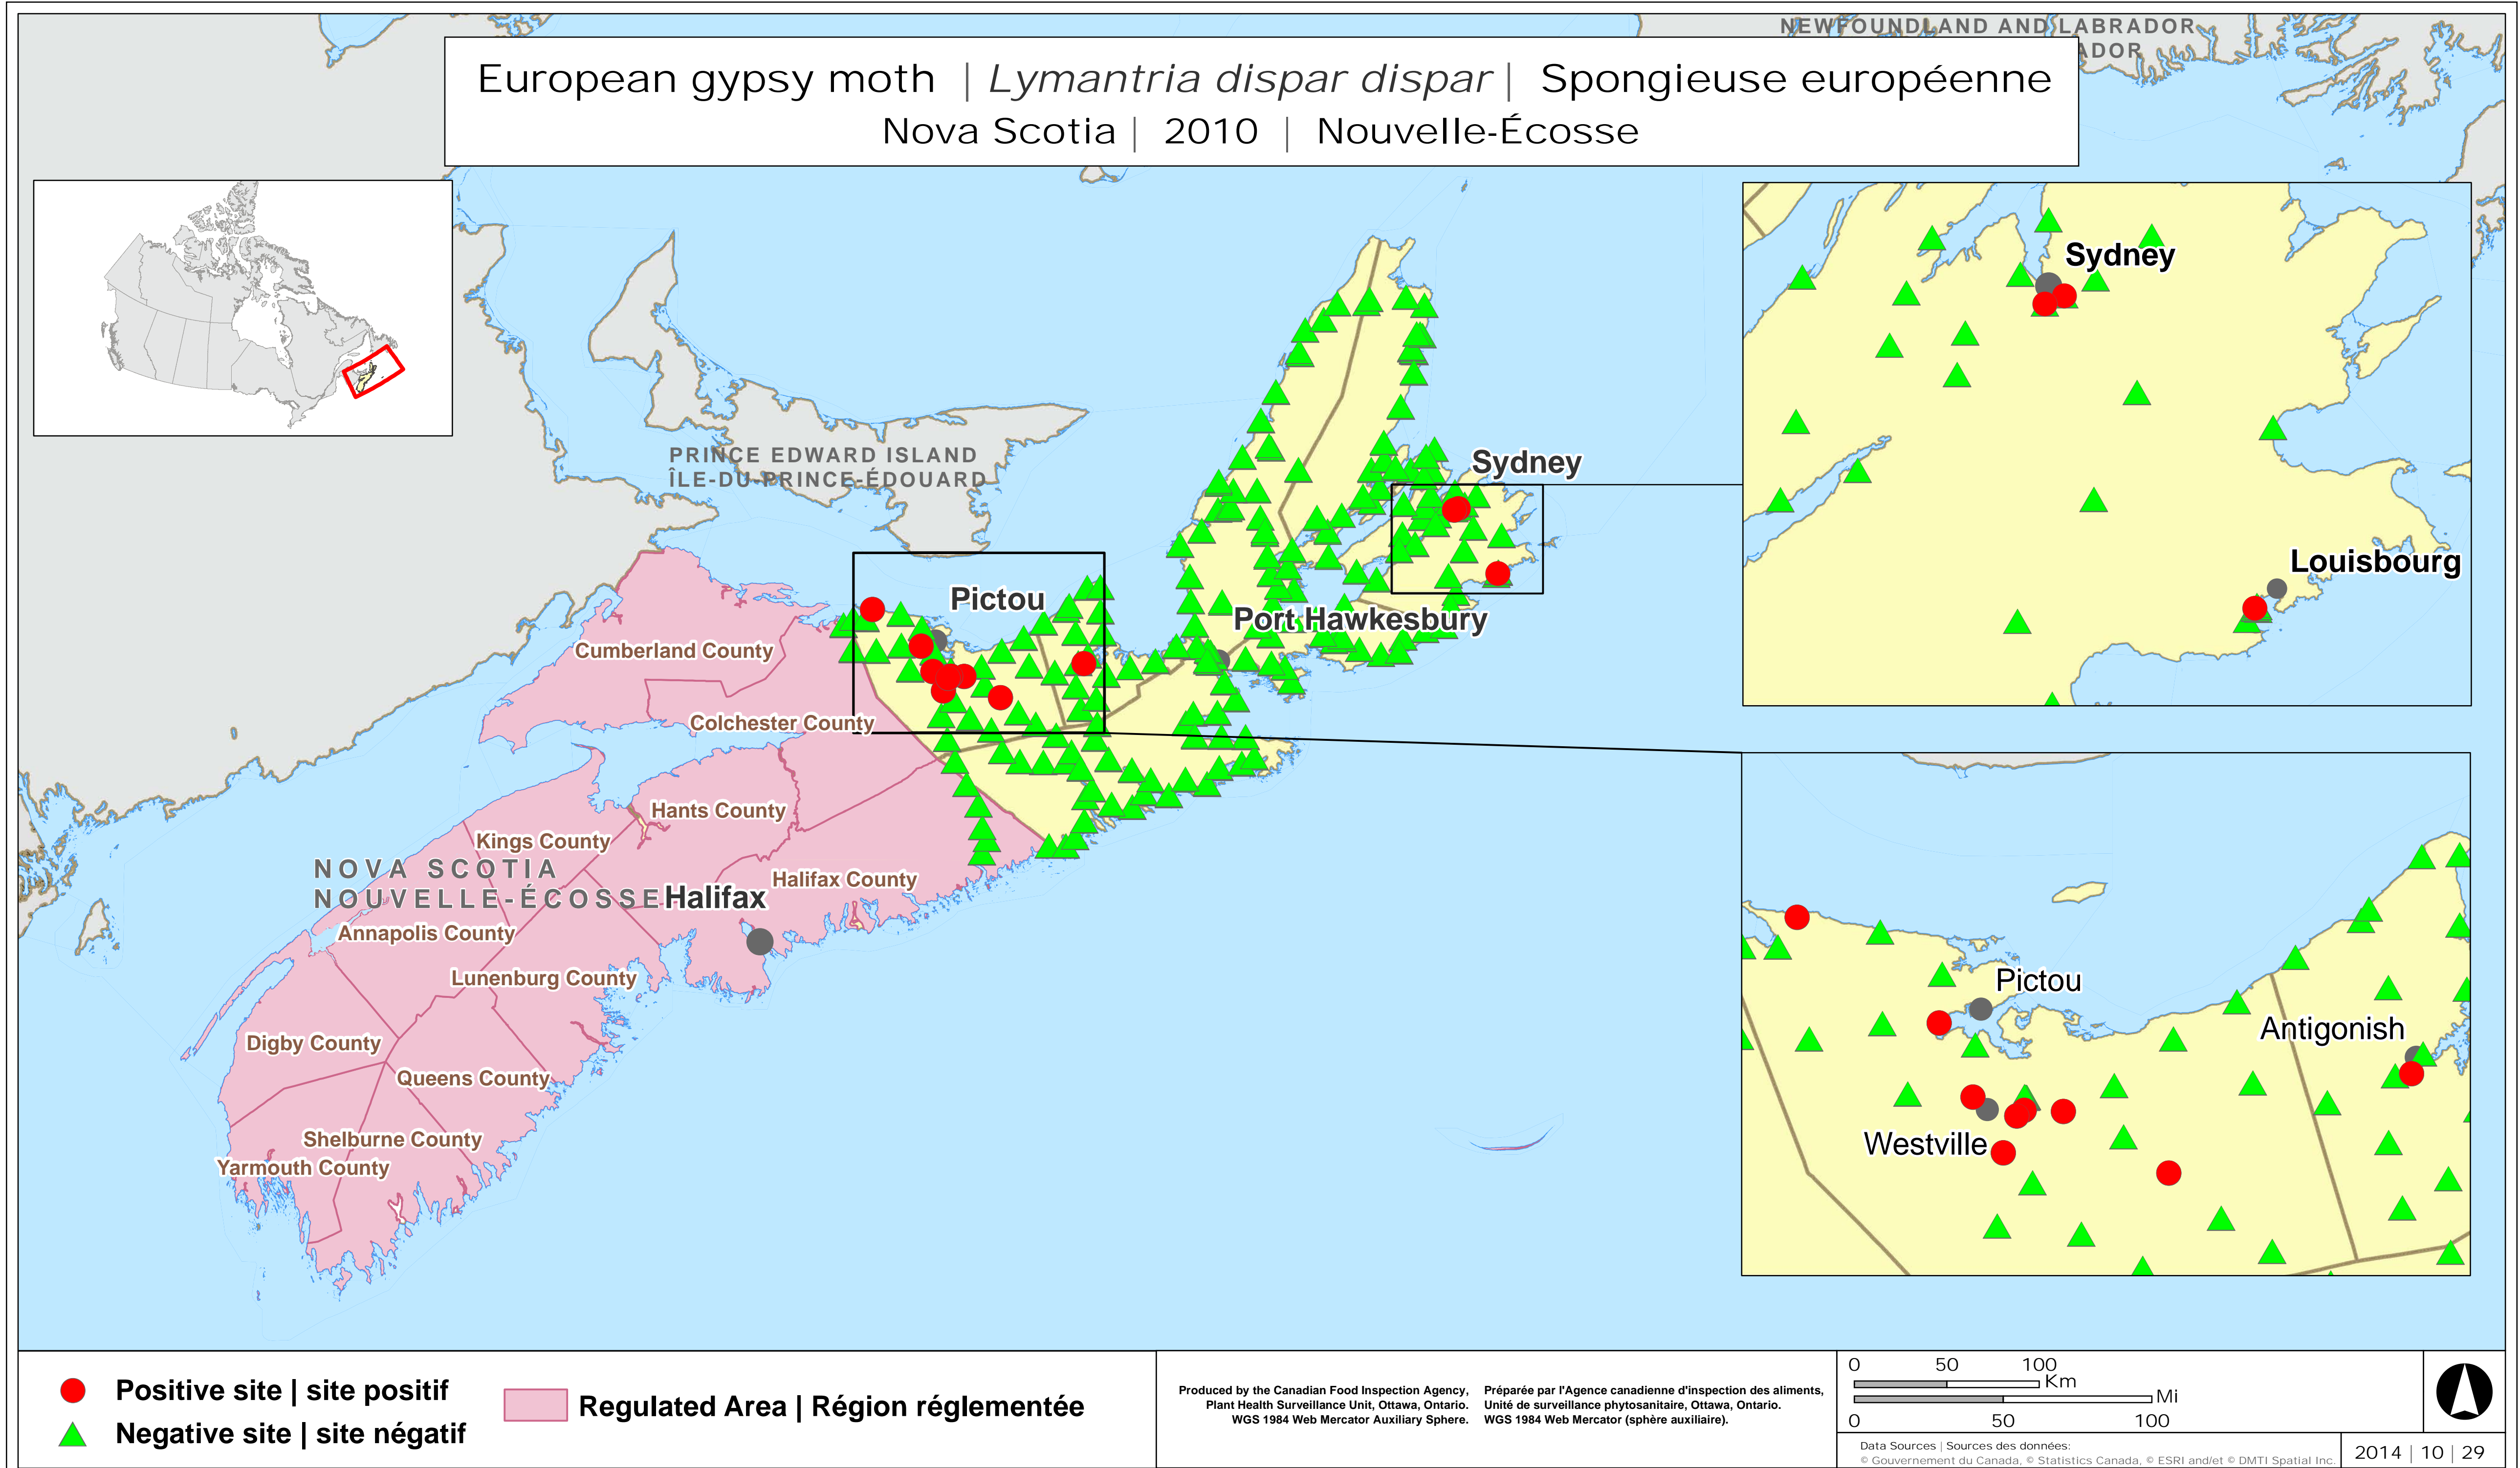 NEWFOUNDLAND AND LABRADOR
ADOR
European gypsy moth | Lymantria dispar dispar | Spongieuse européenne
Nova Scotia | 2010 | Nouvelle-Écosse
Sydney
Louisbourg
PRINCE EDWARD ISLAND
ÎLE-DU-PRINCE-ÉDOUARD
Sydney
Pictou
Port Hawkesbury
Cumberland County
Colchester County
Hants County
Kings County
NOVA SCOTIA
NOUVELLE-ÉCOSSE
Halifax
Halifax County
Annapolis County
Lunenburg County
Digby County
Queens County
Shelburne County
Yarmouth County
Pictou
Antigonish
Westville
Positive site | site positif
Negative site | site négatif
Regulated Area | Région réglementée
Produced by the Canadian Food Inspection Agency,
Plant Health Surveillance Unit, Ottawa, Ontario.
WGS 1984 Web Mercator Auxiliary Sphere.
Préparée par l'Agence canadienne d'inspection des aliments,
Unité de surveillance phytosanitaire, Ottawa, Ontario.
WGS 1984 Web Mercator (sphère auxiliaire).
0 50 100
Km
Mi
0 50 100
Data Sources | Sources des données:
© Gouvernement du Canada, © Statistics Canada, © ESRI and/et © DMTI Spatial Inc.
2014 | 10 | 29